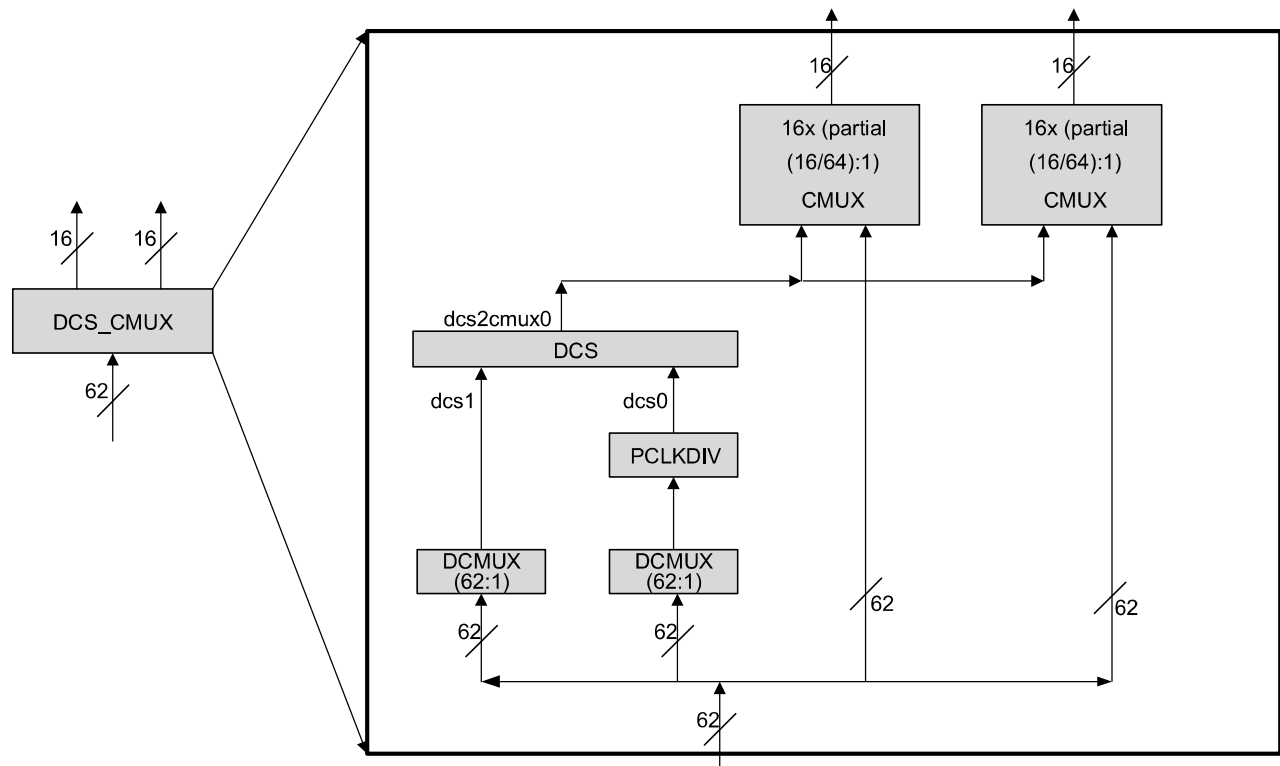 16
16
DCS_CMUX
62
16
16
16x (partial
(16/64):1)
CMUX
16x (partial
(16/64):1)
CMUX
dcs2cmux0
DCS
dcs1
dcs0
PCLKDIV
DCMUX
(62:1)
DCMUX
(62:1)
62
62
62
62
62